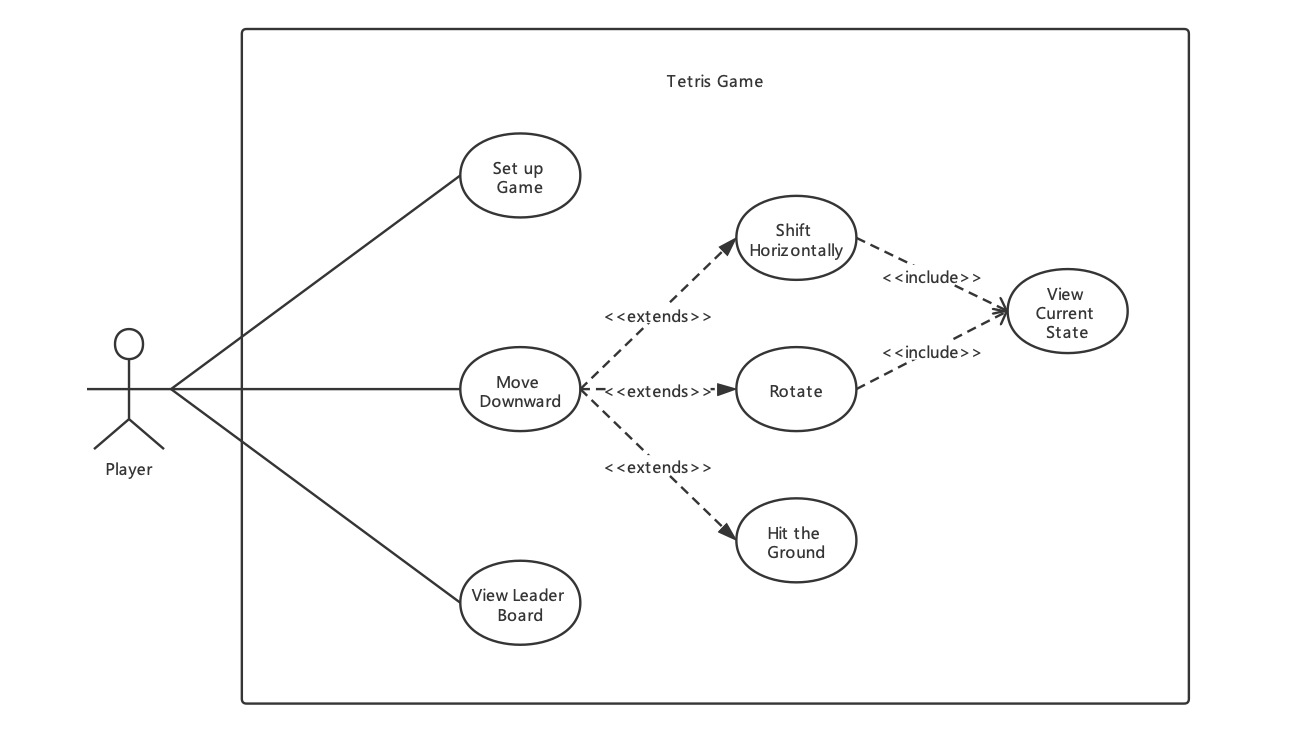 Tetris Game
Set up
Game
Shift
Horizontally
<<extends>>
<<include>>
View
Current
State
Move
Downward
<<extends>>
Rotate
<<include>>
Player
<<extends>>
Hit the
Ground
View Leader
Board